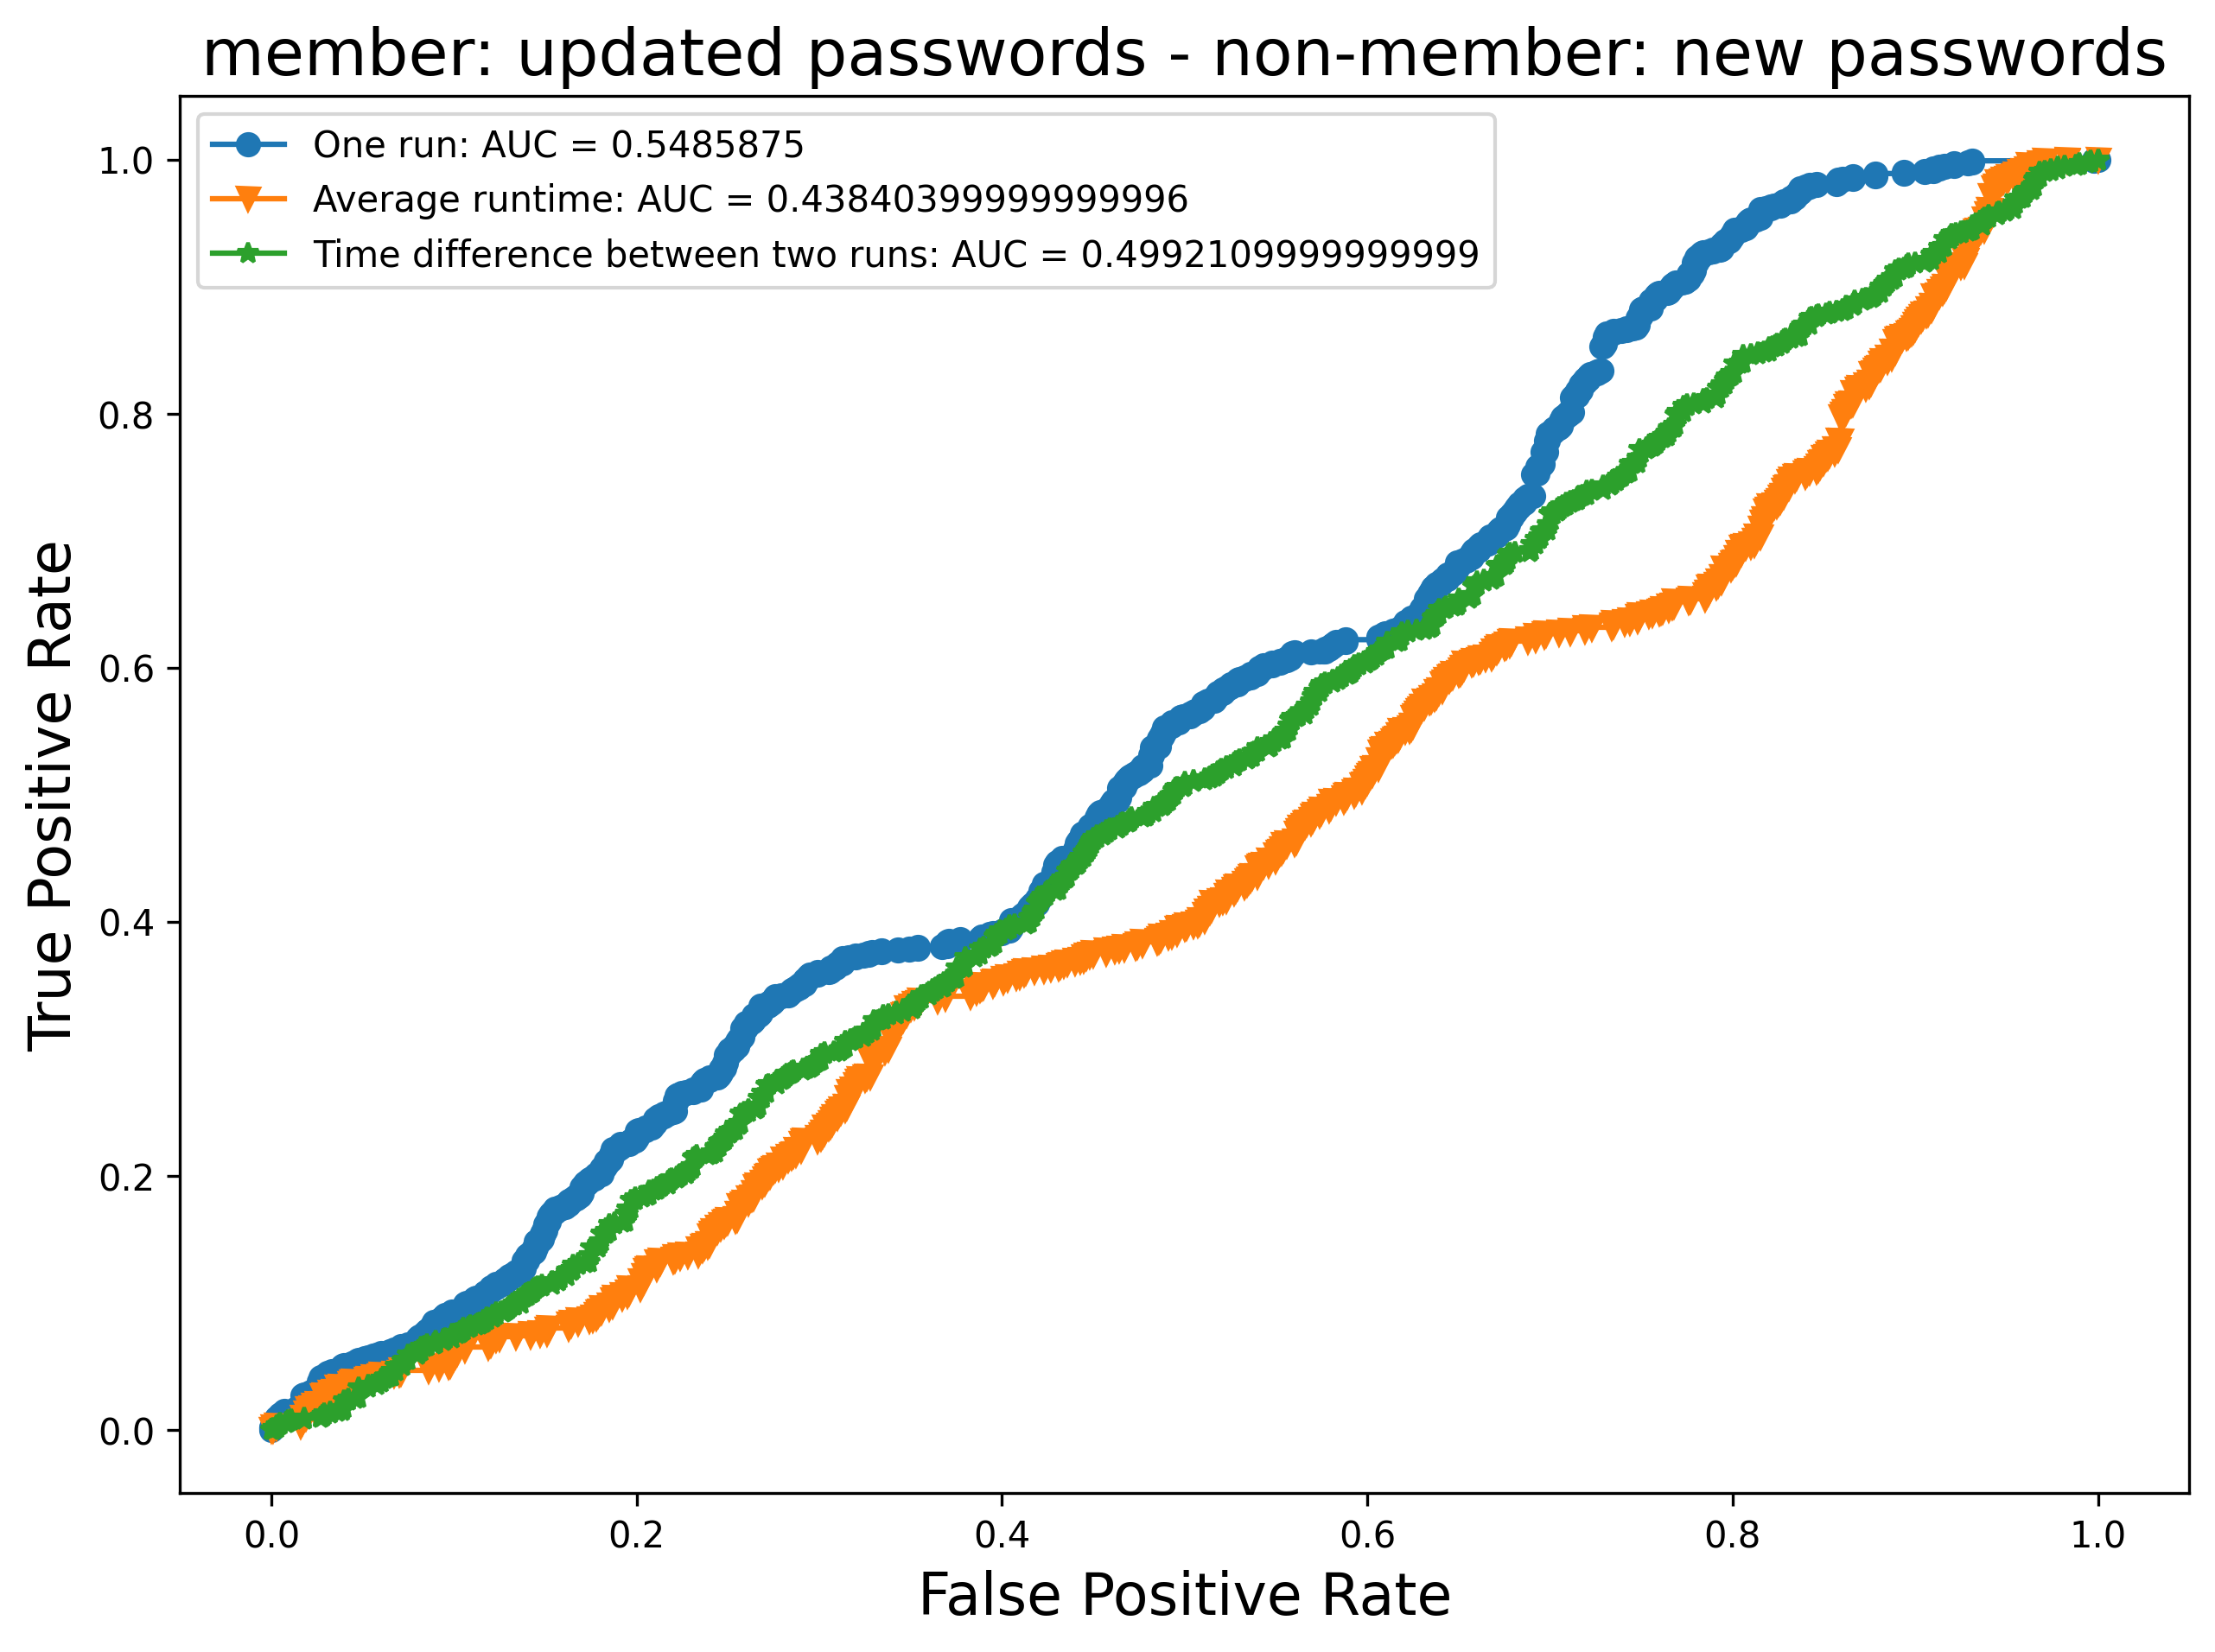 member: updated passwords - non-member: new passwords
One run: AUC = 0.5485875
Average runtime: AUC = 0.43840399999999996
Time difference between two runs: AUC = 0.4992109999999999
1.0
0.8
0.6
0.4
0.2
0.0
True Positive Rate
0.0 0.2 0.4 0.6 0.8 1.0
False Positive Rate